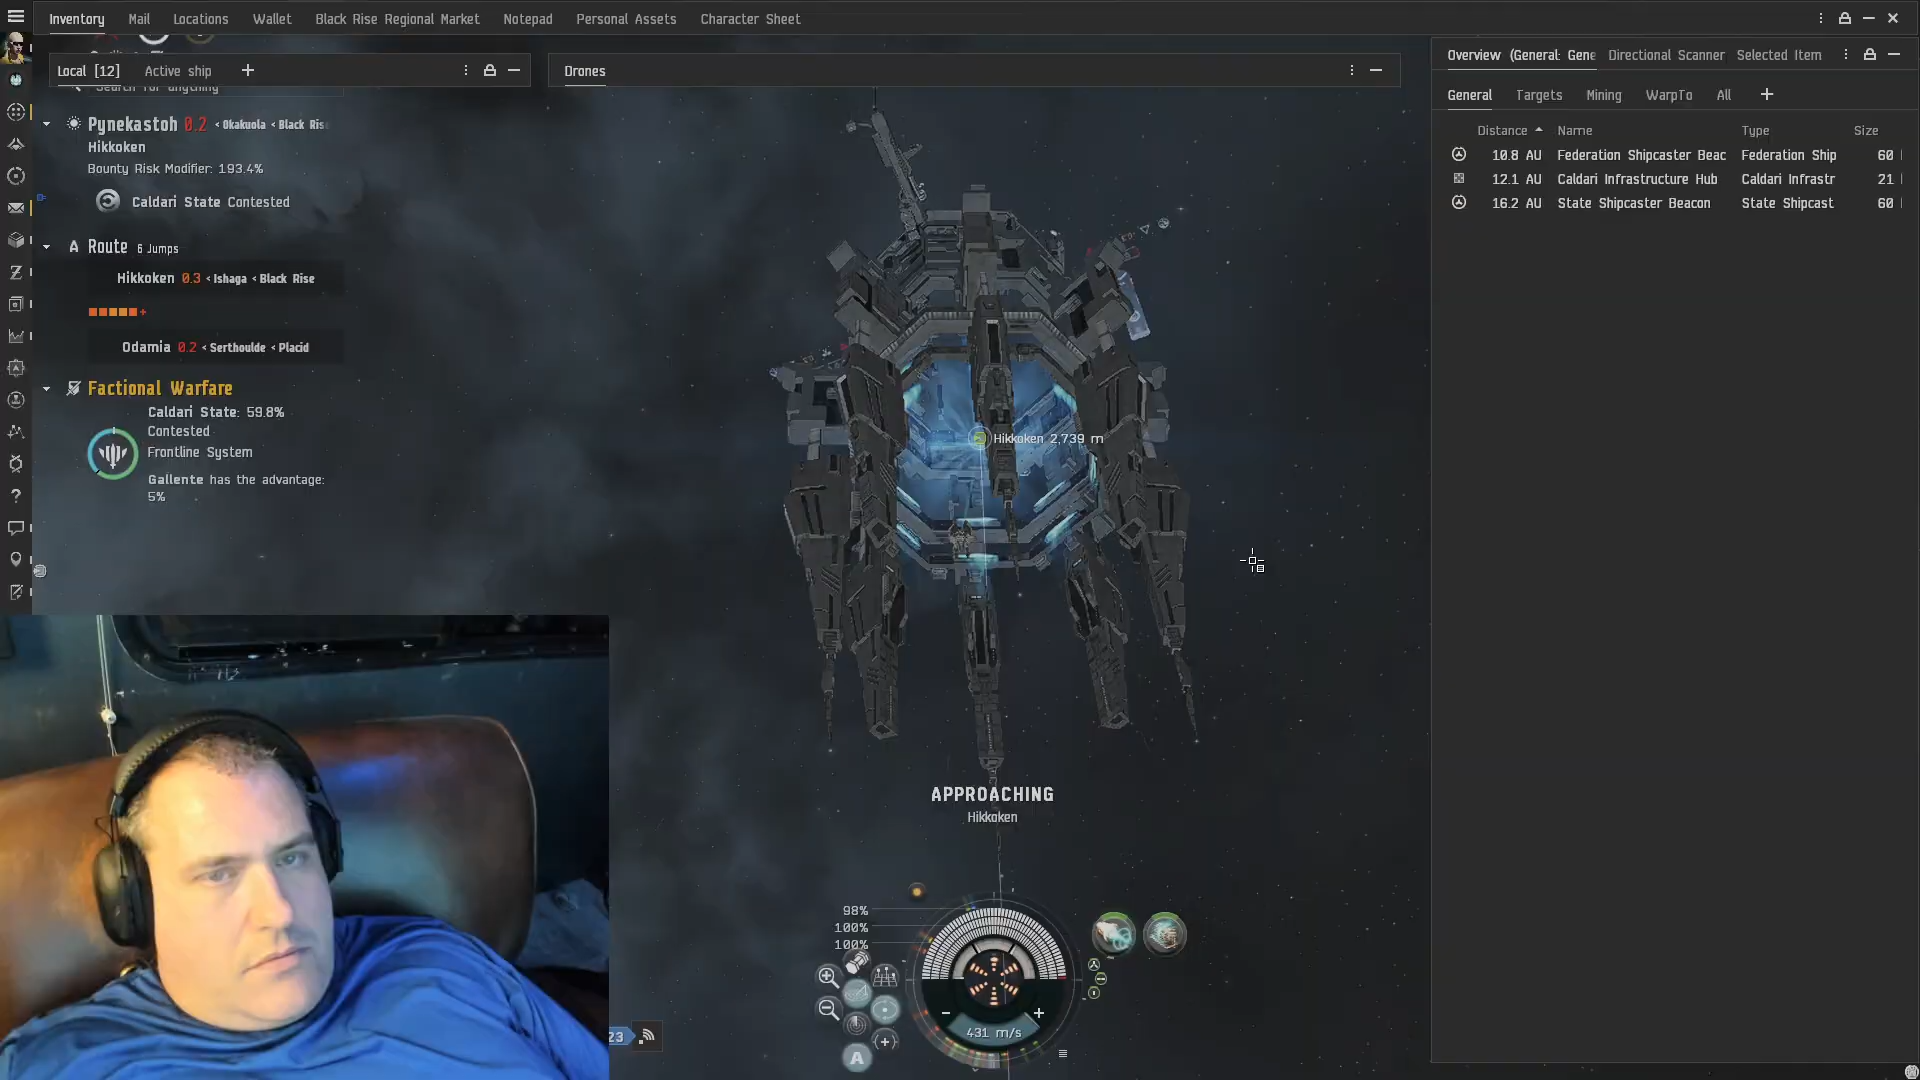 Inventory Mail Locations Wallet Black Rise Regional Market Notepad Personal Assets Character Sheet
Local [12] Active ship +
Drones
Overview (General: Gene Directional Scanner Selected Item
Search for anything
General Targets Mining WarpTo All +
Distance Name Type Size
10.8 AU Federation Shipcaster Beac Federation Ship 60
12.1 AU Caldari Infrastructure Hub Caldari Infrastr 21
16.2 AU State Shipcaster Beacon State Shipcast 60
Pynekastoh 0.2 < Okakuola < Black Ris
Hikkoken
Bounty Risk Modifier: 193.4%
Caldari State Contested
Route 6 Jumps
Hikkoken 0.3 < Ishaga < Black Rise
Odamia 0.2 < Serthoulde < Placid
Factional Warfare
Caldari State: 59.8%
Contested
Frontline System
Gallente has the advantage:
5%
Hikkoken 2,739 m
APPROACHING
Hikkoken
98%
100%
100%
431 m/s
A
23